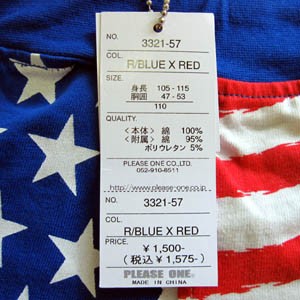 NO. 3321-57
COL.
R/BLUE X RED
SIZE.
身長 105 - 115
胸囲 47 - 53
110
QUALITY.
<本体> 綿 100%
<附属> 綿 95%
ポリウレタン 5%
PLEASE ONE CO.,LTD.
052-910-6511
http://www.please-one.co.jp
NO. 3321-57
COL.
R/BLUE X RED
PRICE.
¥1,500-
(税込 ¥1,575-)
PLEASE ONE.
MADE IN CHINA